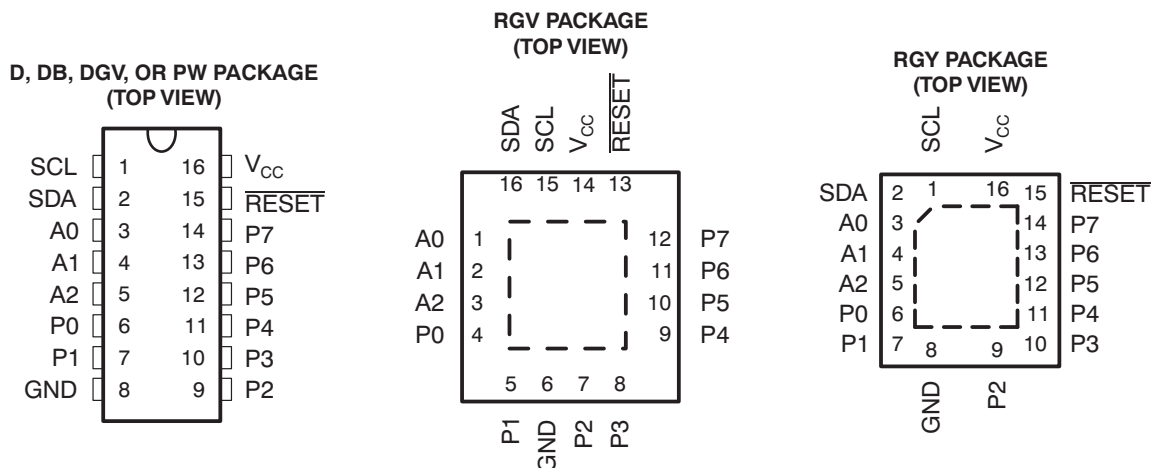 D, DB, DGV, OR PW PACKAGE
(TOP VIEW)
SCL 1 16 VCC
SDA 2 15 RESET
A0 3 14 P7
A1 4 13 P6
A2 5 12 P5
P0 6 11 P4
P1 7 10 P3
GND 8 9 P2
RGV PACKAGE
(TOP VIEW)
SDA SCL VCC RESET
16 15 14 13
A0 1 12 P7
A1 2 11 P6
A2 3 10 P5
P0 4 9 P4
5 6 7 8
P1 GND P2 P3
RGY PACKAGE
(TOP VIEW)
SCL VCC
SDA 2 1 16 15 RESET
A0 3 14 P7
A1 4 13 P6
A2 5 12 P5
P0 6 11 P4
P1 7 8 9 10 P3
GND P2